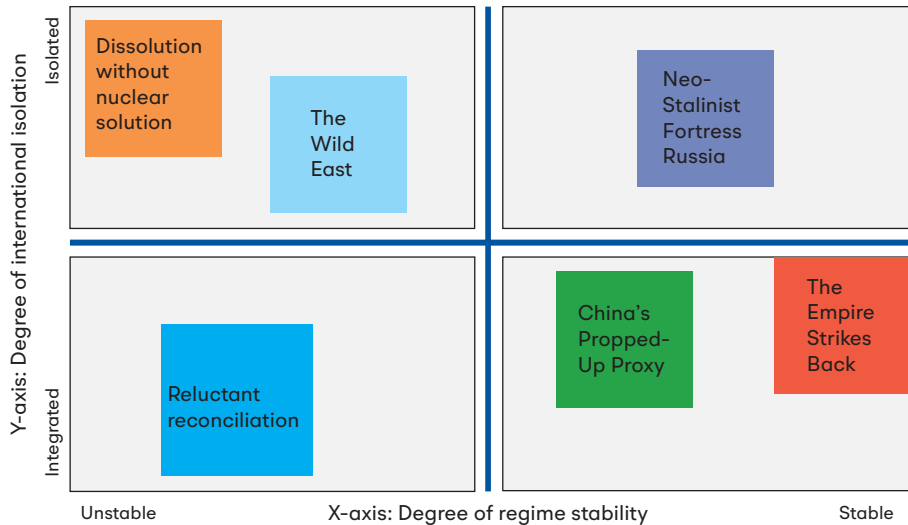 Y-axis: Degree of international isolation
Isolated
Integrated
Dissolution
without
nuclear
solution
The
Wild
East
Neo-
Stalinist
Fortress
Russia
Reluctant
reconciliation
China’s
Propped-
Up Proxy
The
Empire
Strikes
Back
Unstable
X-axis: Degree of regime stability
Stable